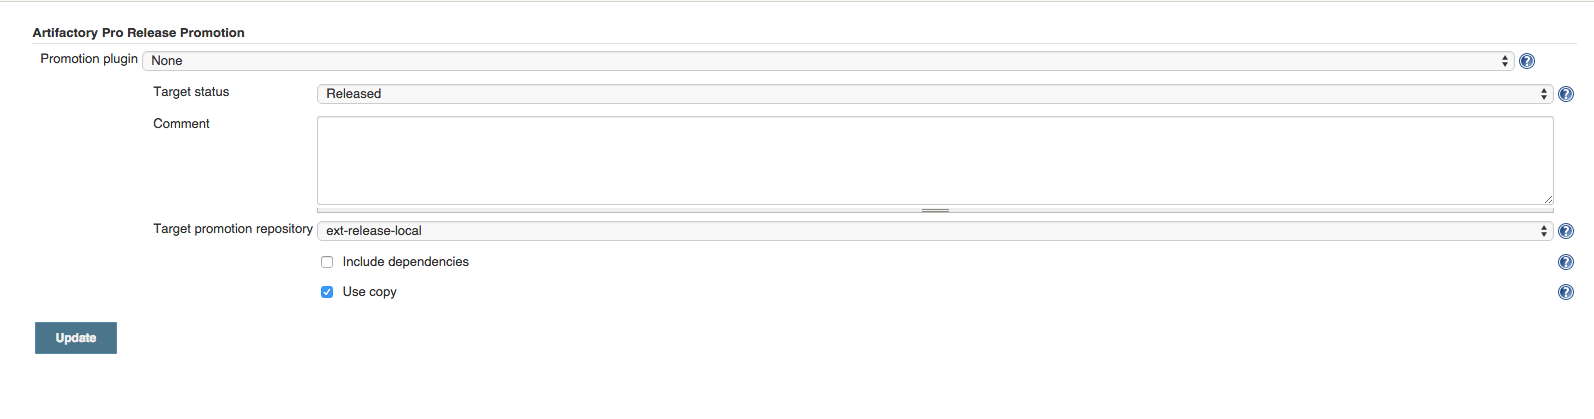 Artifactory Pro Release Promotion
Promotion plugin None
Target status Released
Comment
Target promotion repository ext-release-local
Include dependencies
Use copy
Update